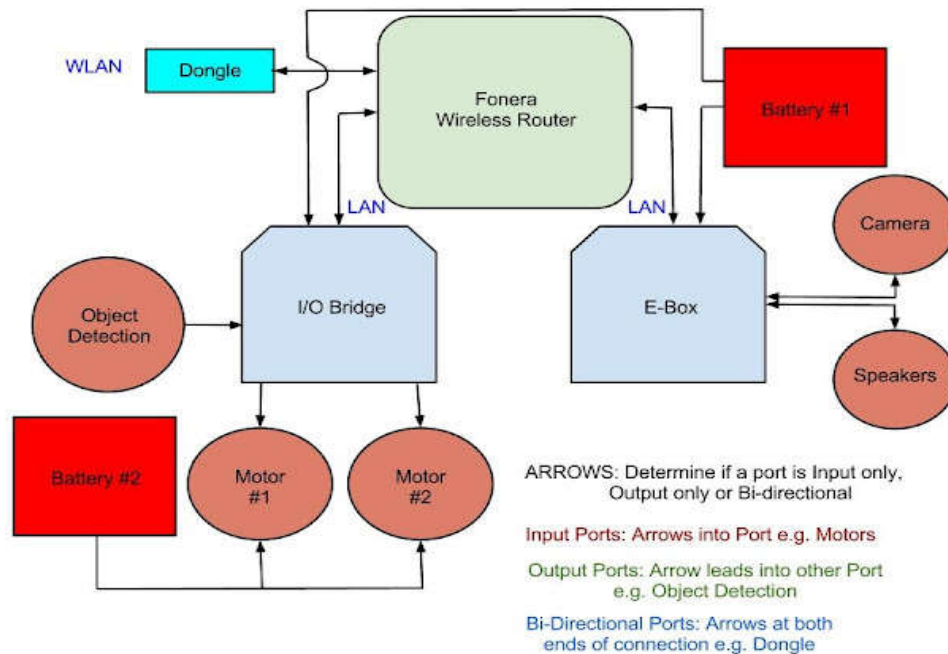 WLAN
Dongle
Fonera
Wireless Router
Battery #1
LAN
LAN
Camera
Object
Detection
I/O Bridge
E-Box
Speakers
Battery #2
Motor
#1
Motor
#2
ARROWS: Determine if a port is Input only,
Output only or Bi-directional
Input Ports: Arrows into Port e.g. Motors
Output Ports: Arrow leads into other Port
e.g. Object Detection
Bi-Directional Ports: Arrows at both
ends of connection e.g. Dongle